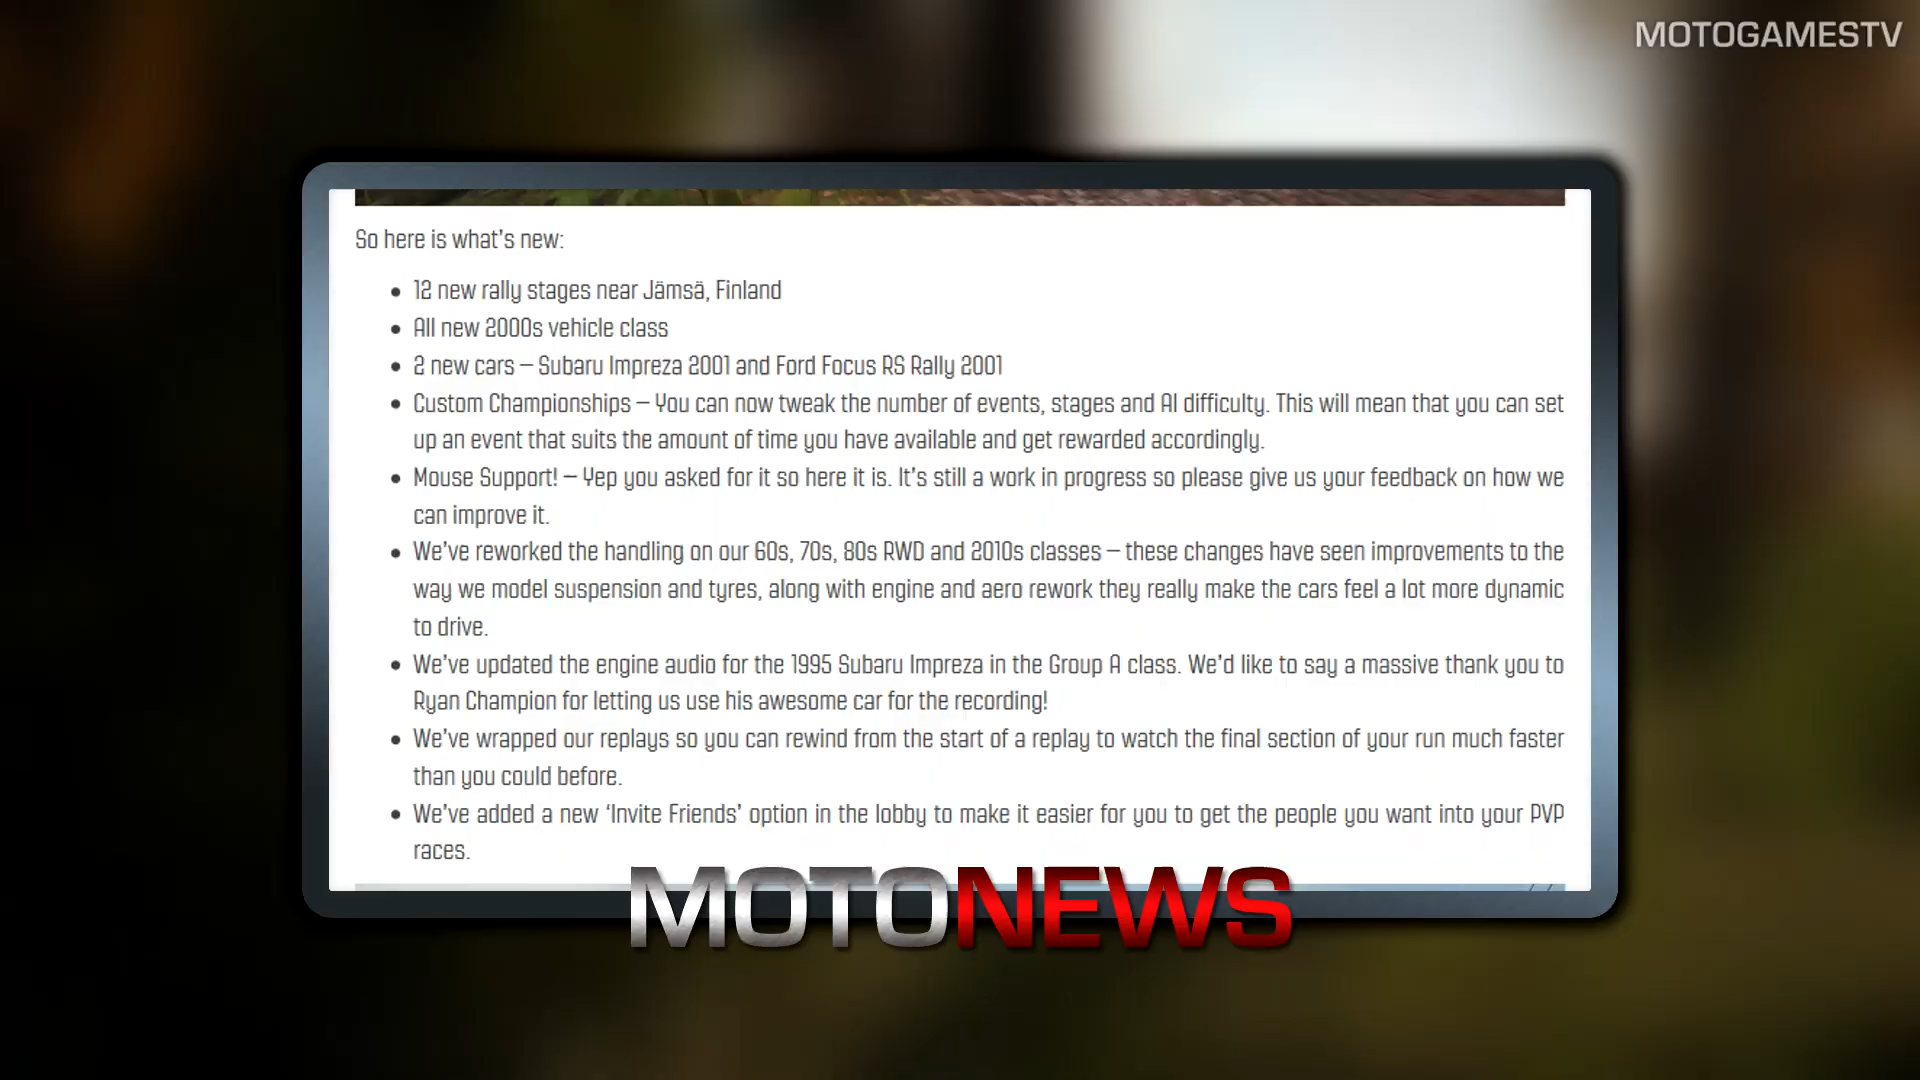 MOTOGAMESTV
So here is what's new:
12 new rally stages near Jämsä, Finland
All new 2000s vehicle class
2 new cars – Subaru Impreza 2001 and Ford Focus RS Rally 2001
Custom Championships – You can now tweak the number of events, stages and AI difficulty. This will mean that you can set
up an event that suits the amount of time you have available and get rewarded accordingly.
Mouse Support! – Yep you asked for it so here it is. It's still a work in progress so please give us your feedback on how we
can improve it.
We've reworked the handling on our 60s, 70s, 80s RWD and 2010s classes – these changes have seen improvements to the
way we model suspension and tyres, along with engine and aero rework they really make the cars feel a lot more dynamic
to drive.
We've updated the engine audio for the 1995 Subaru Impreza in the Group A class. We'd like to say a massive thank you to
Ryan Champion for letting us use his awesome car for the recording!
We've wrapped our replays so you can rewind from the start of a replay to watch the final section of your run much faster
than you could before.
We've added a new ‘Invite Friends’ option in the lobby to make it easier for you to get the people you want into your PVP
races.
MOTONEWS